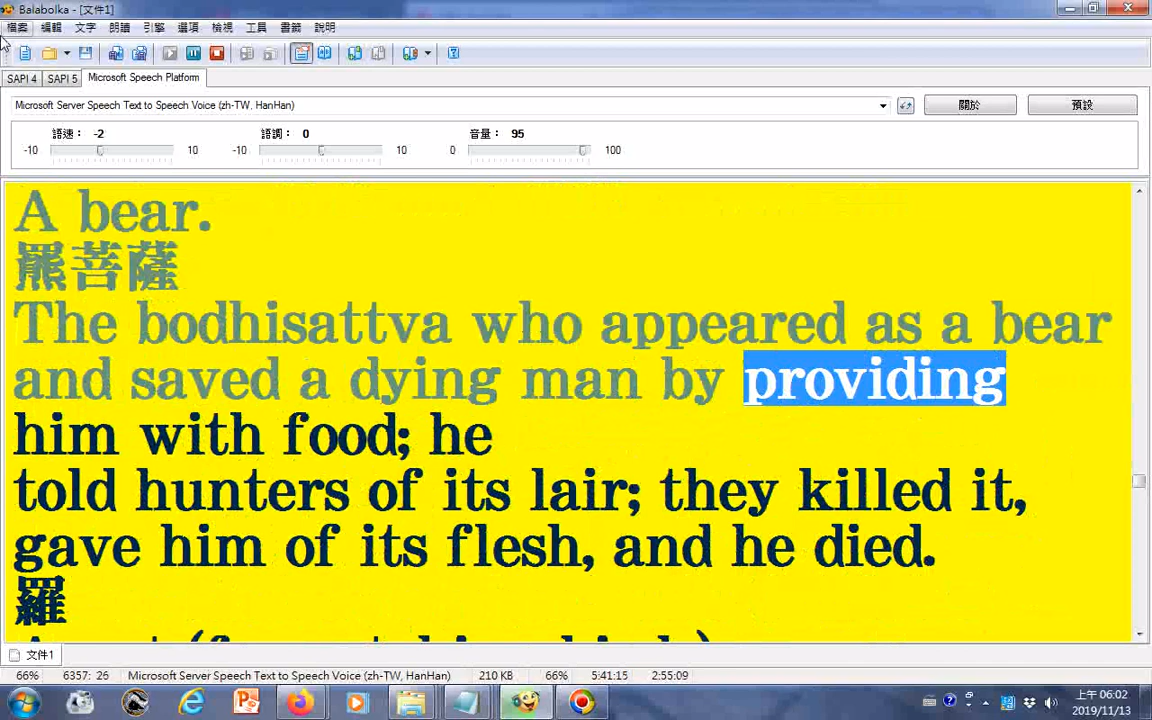 Balabolka - [文件1]
檔案 編輯 文字 朗讀 引擎 選項 檢視 工具 書籤 說明
SAPI 4 SAPI 5 Microsoft Speech Platform
Microsoft Server Speech Text to Speech Voice (zh-TW, HanHan) 關於 預設
語速： -2 語調： 0 音量： 95
-10 10 -10 10 0 100
A bear.
羆菩薩
The bodhisattva who appeared as a bear
and saved a dying man by providing
him with food; he
told hunters of its lair; they killed it,
gave him of its flesh, and he died.
羅
文件1
66% 6357: 26 Microsoft Server Speech Text to Speech Voice (zh-TW, HanHan) 210 KB 66% 5:41:15 2:55:09
上午 06:02
2019/11/13